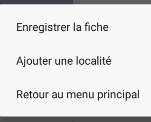 Enregistrer la fiche
Ajouter une localité
Retour au menu principal